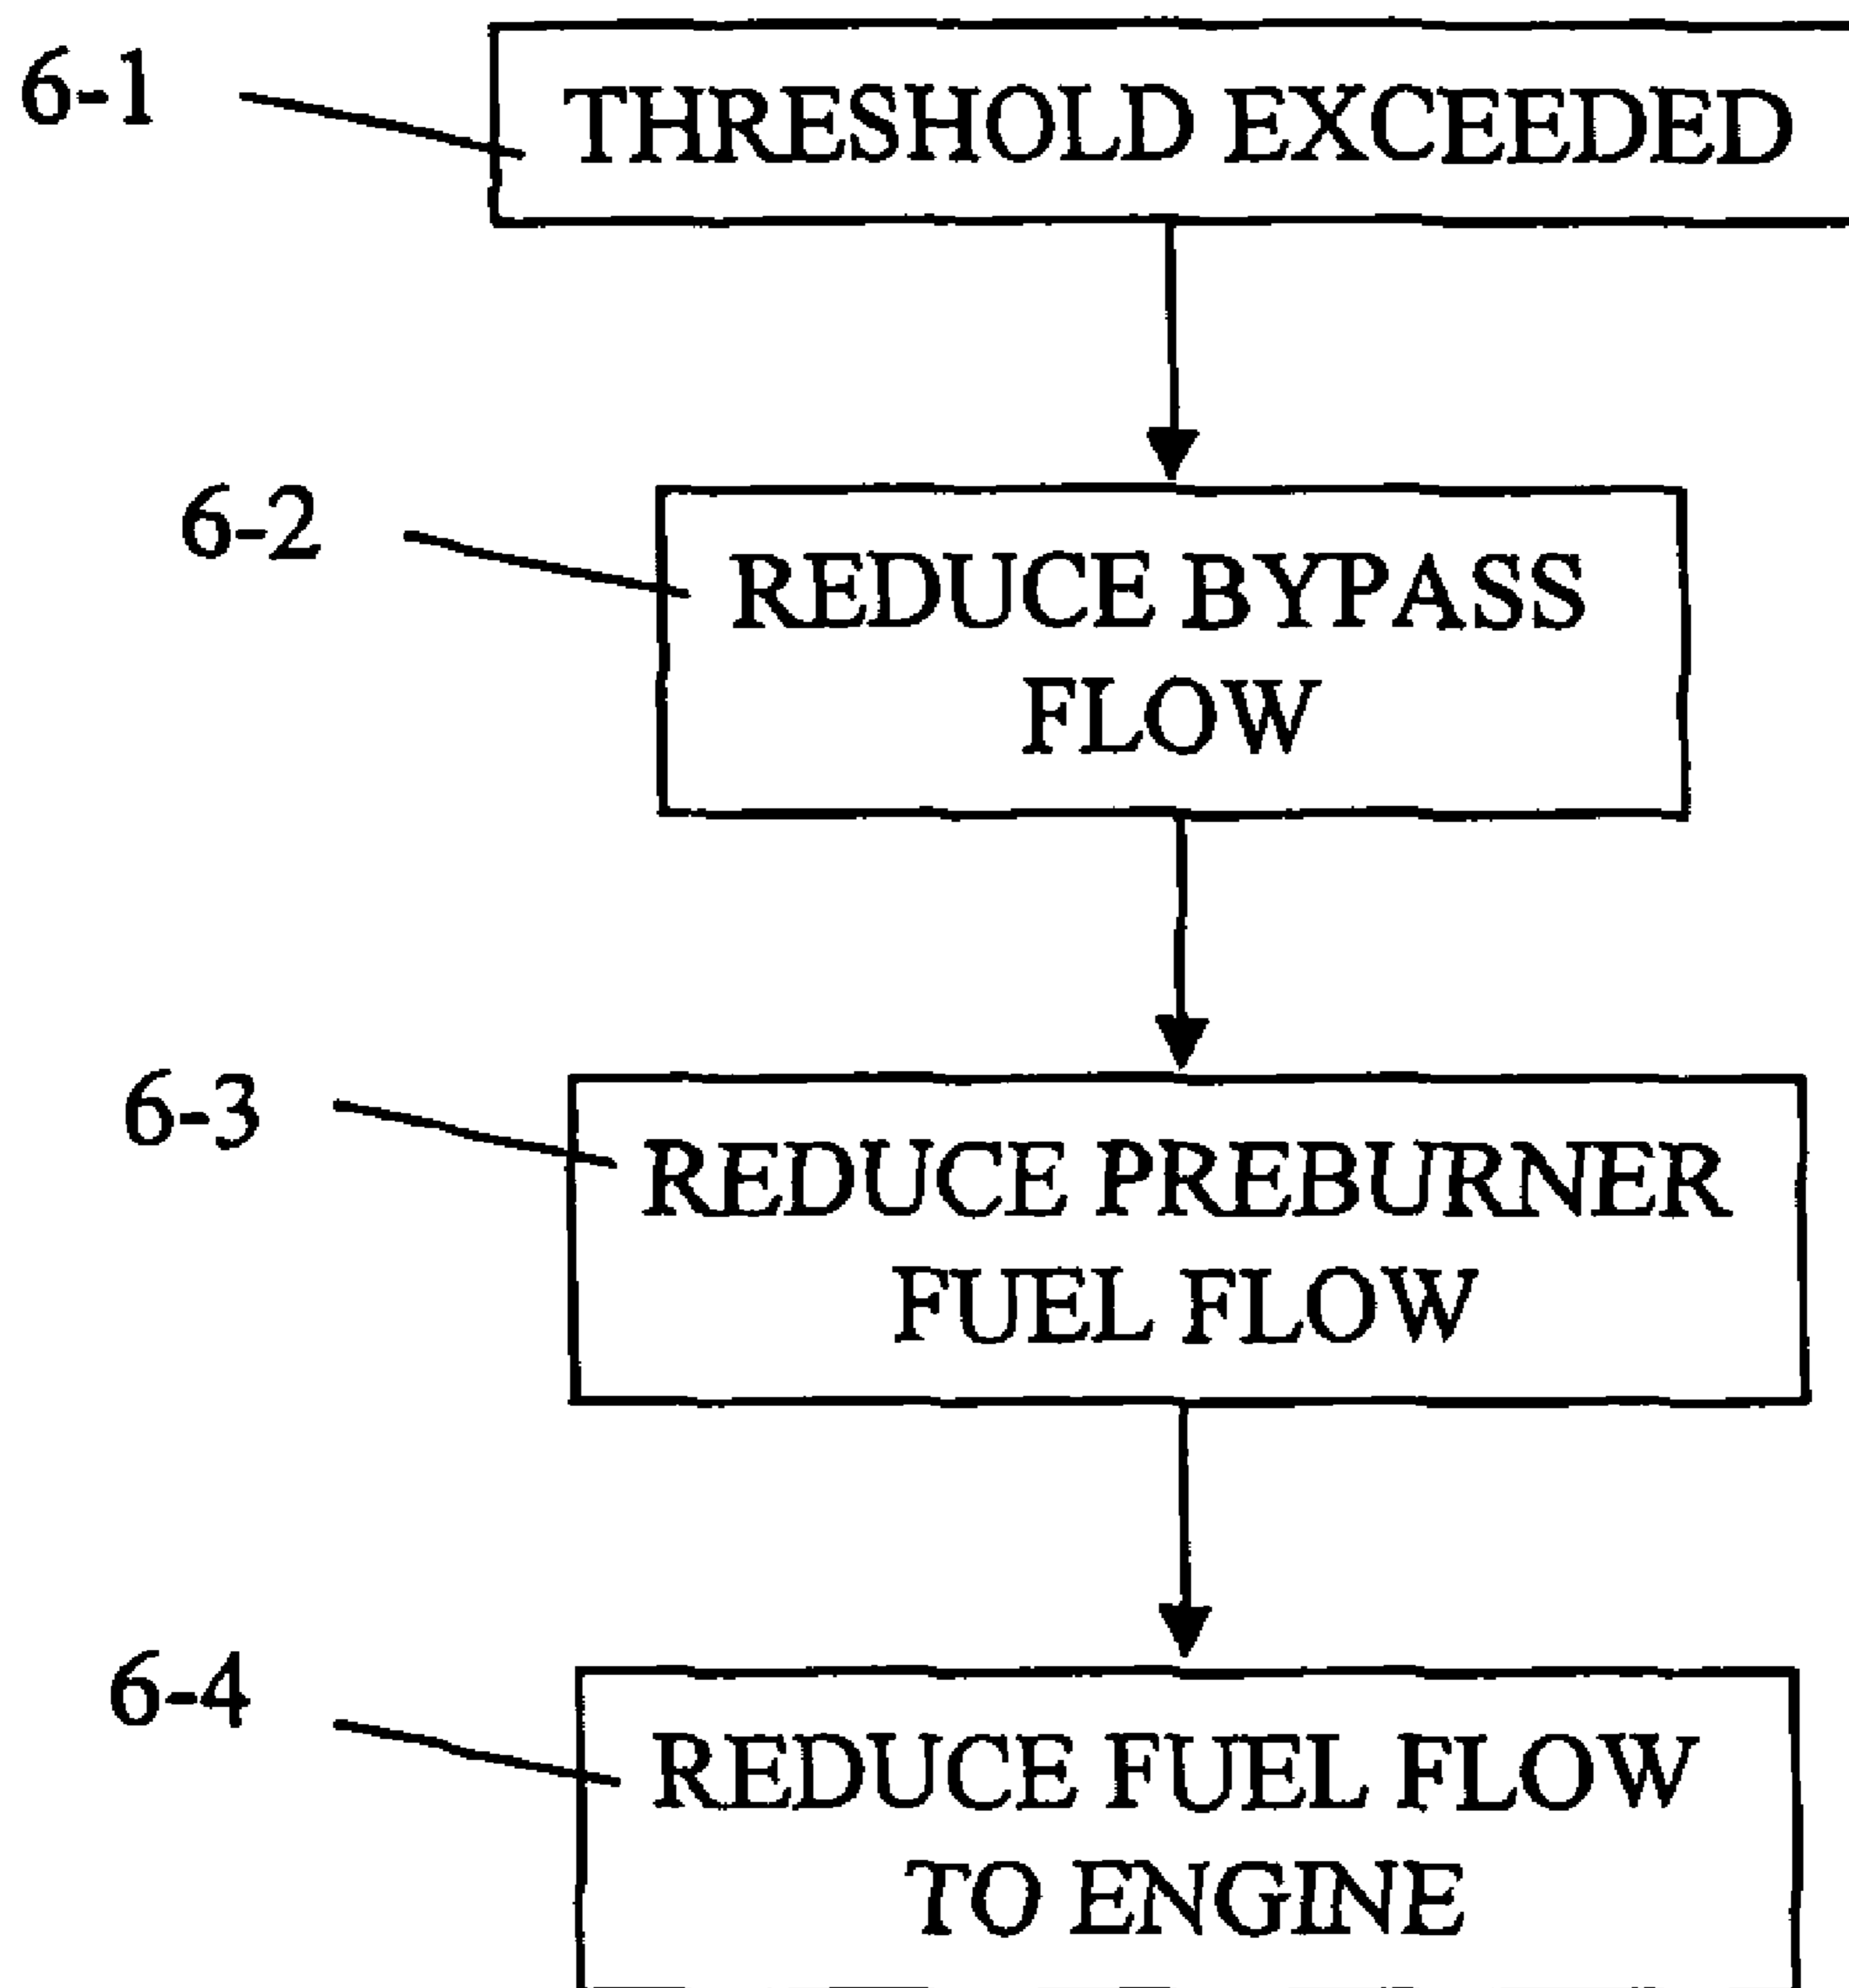 6-1
THRESHOLD EXCEEDED
6-2
REDUCE BYPASS
FLOW
6-3
REDUCE PREBURNER
FUEL FLOW
6-4
REDUCE FUEL FLOW
TO ENGINE